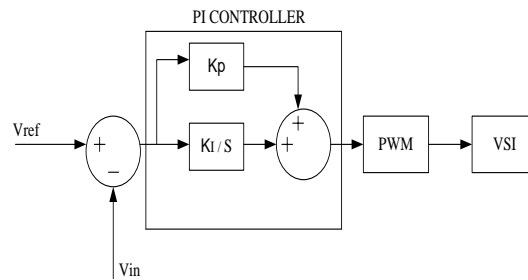 PI CONTROLLER
Kp
+
Vref
+
KI / S
+
PWM
VSI
−
Vin